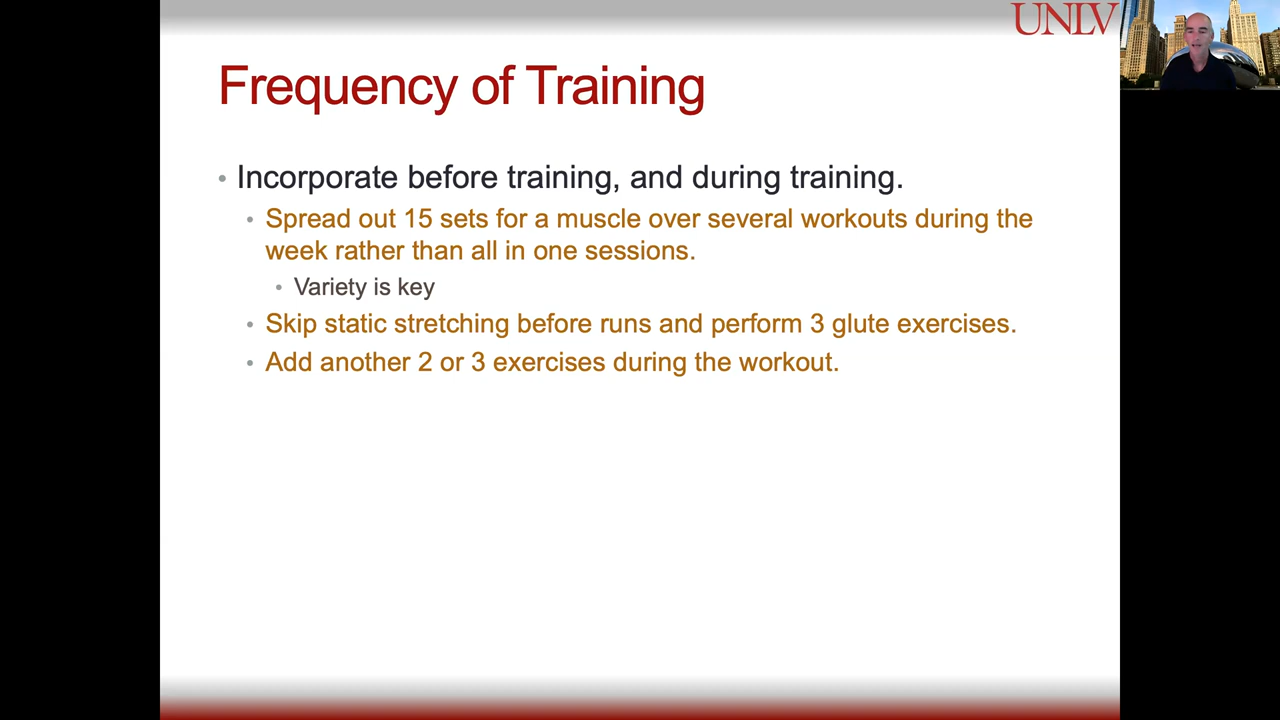 UNLV
Frequency of Training
• Incorporate before training, and during training.
• Spread out 15 sets for a muscle over several workouts during the
week rather than all in one sessions.
• Variety is key
• Skip static stretching before runs and perform 3 glute exercises.
• Add another 2 or 3 exercises during the workout.